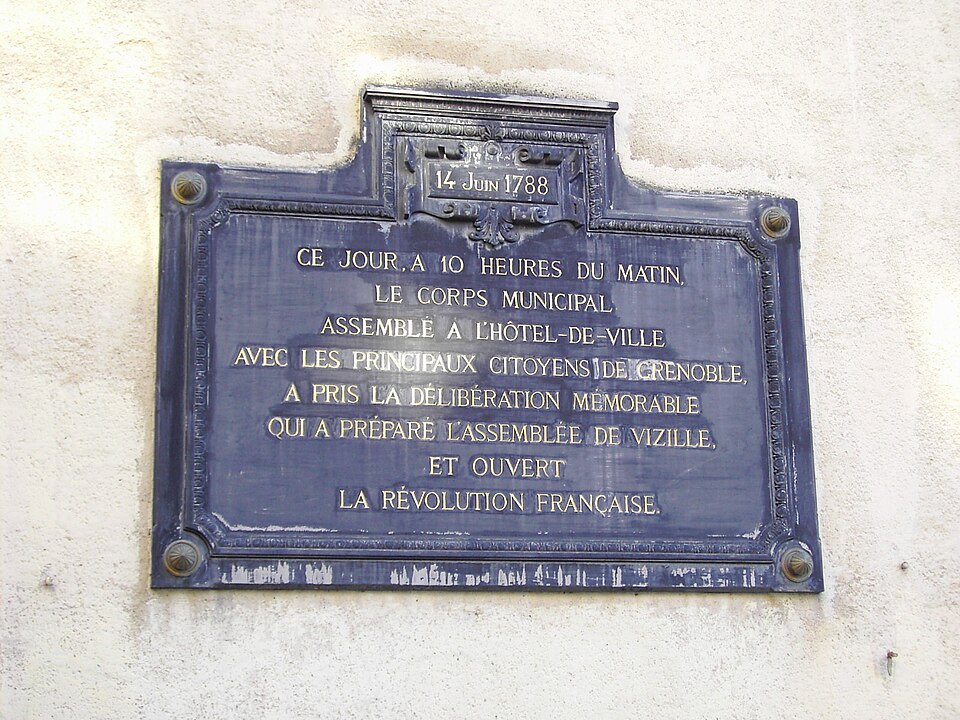 14 Juin 1788
CE JOUR, A 10 HEURES DU MATIN,
LE CORPS MUNICIPAL
ASSEMBLÉ A L'HÔTEL-DE-VILLE
AVEC LES PRINCIPAUX CITOYENS DE GRENOBLE,
A PRIS LA DÉLIBÉRATION MÉMORABLE
QUI A PRÉPARÉ L'ASSEMBLÉE DE VIZILLE,
ET OUVERT
LA RÉVOLUTION FRANÇAISE.